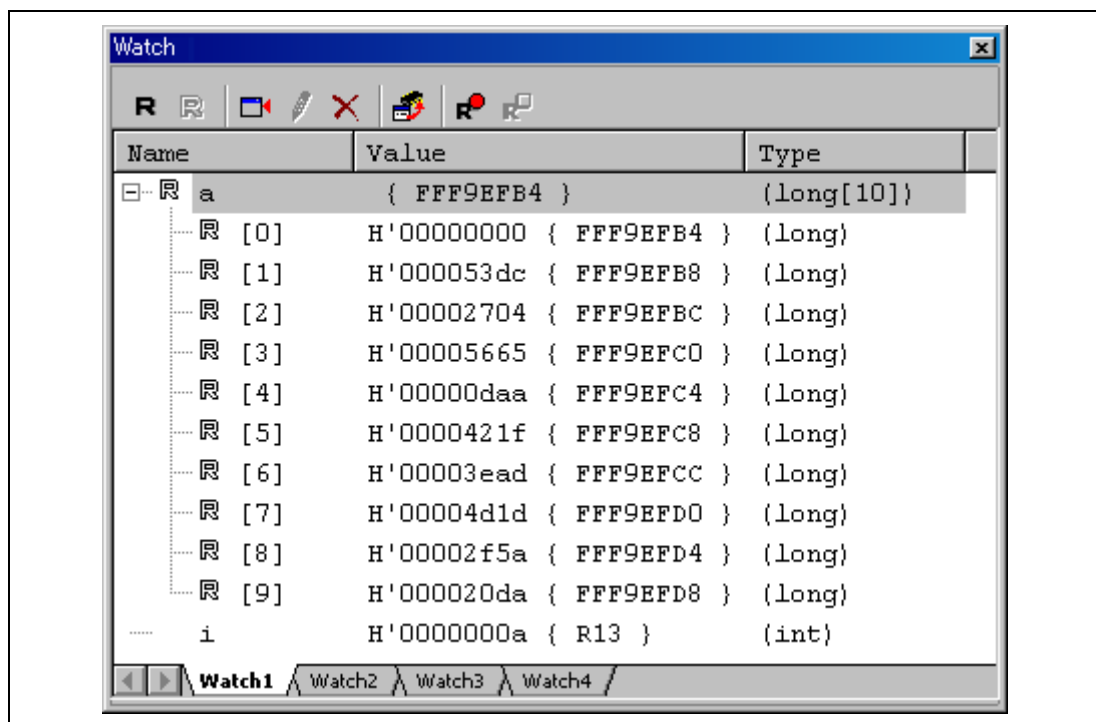 Watch
Name Value Type
a { FFF9EFB4 } (long[10])
[0] H'00000000 { FFF9EFB4 } (long)
[1] H'000053dc { FFF9EFB8 } (long)
[2] H'00002704 { FFF9EFBC } (long)
[3] H'00005665 { FFF9EFC0 } (long)
[4] H'00000daa { FFF9EFC4 } (long)
[5] H'0000421f { FFF9EFC8 } (long)
[6] H'00003ead { FFF9EFCC } (long)
[7] H'00004d1d { FFF9EFD0 } (long)
[8] H'00002f5a { FFF9EFD4 } (long)
[9] H'000020da { FFF9EFD8 } (long)
i H'0000000a { R13 } (int)
Watch1 Watch2 Watch3 Watch4